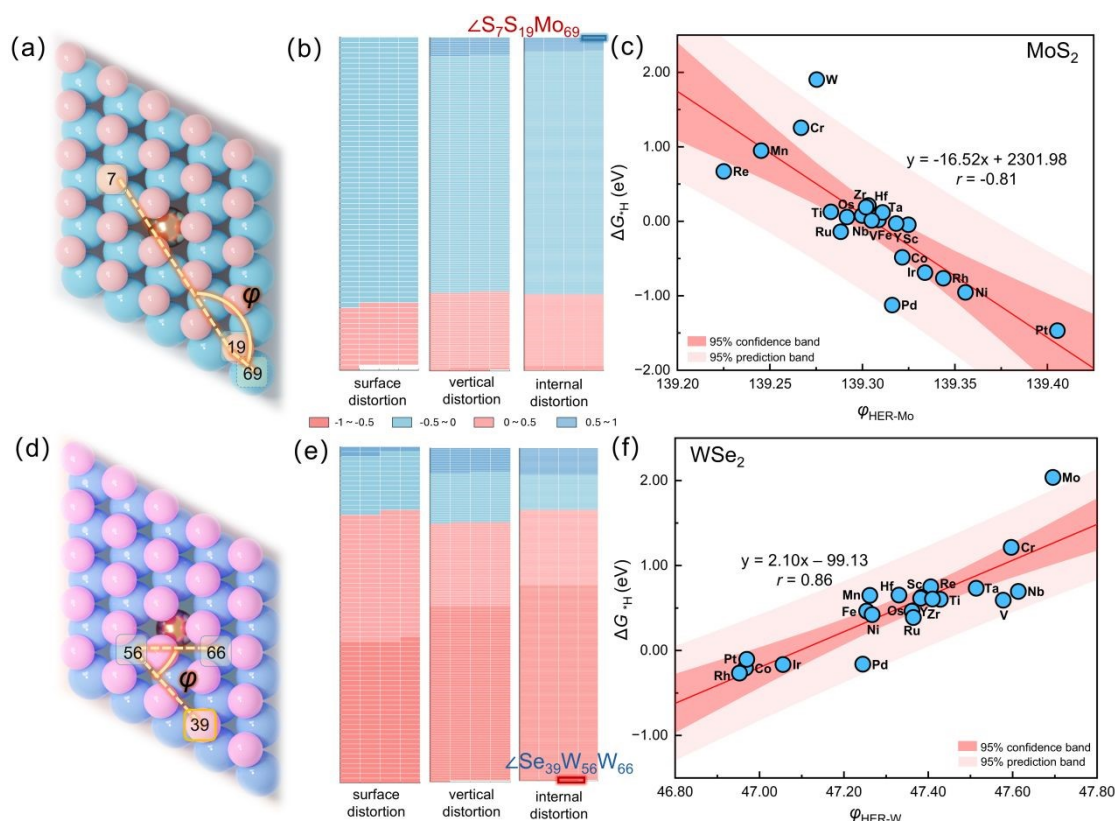 (a)
7
φ
19
69
(b)
∠S₇S₁₉Mo₆₉
surface
distortion
vertical
distortion
internal
distortion
-1 ~ -0.5
-0.5 ~ 0
0 ~ 0.5
0.5 ~ 1
(c)
MoS₂
ΔG*H (eV)
2.00
1.00
0.00
-1.00
-2.00
W
Cr
Mn
Re
y = -16.52x + 2301.98
r = -0.81
Zr
Hf
Os
Ta
Ti
Ru
Nb
V
Fe
Y
Sc
Co
Ir
Rh
Ni
Pd
Pt
95% confidence band
95% prediction band
139.20
139.25
139.30
139.35
139.40
φHER-Mo
(d)
56
66
φ
39
(e)
∠Se₃₉W₅₆W₆₆
surface
distortion
vertical
distortion
internal
distortion
(f)
WSe₂
ΔG *H (eV)
2.00
1.00
0.00
-1.00
Mo
Cr
y = 2.10x – 99.13
r = 0.86
Mn
Hf
Sc
Re
Ta
Nb
Fe
Os
Y
Ti
V
Ni
Zr
Ru
Pt
Rh
Co
Ir
Pd
95% confidence band
95% prediction band
46.80
47.00
47.20
47.40
47.60
47.80
φHER-W